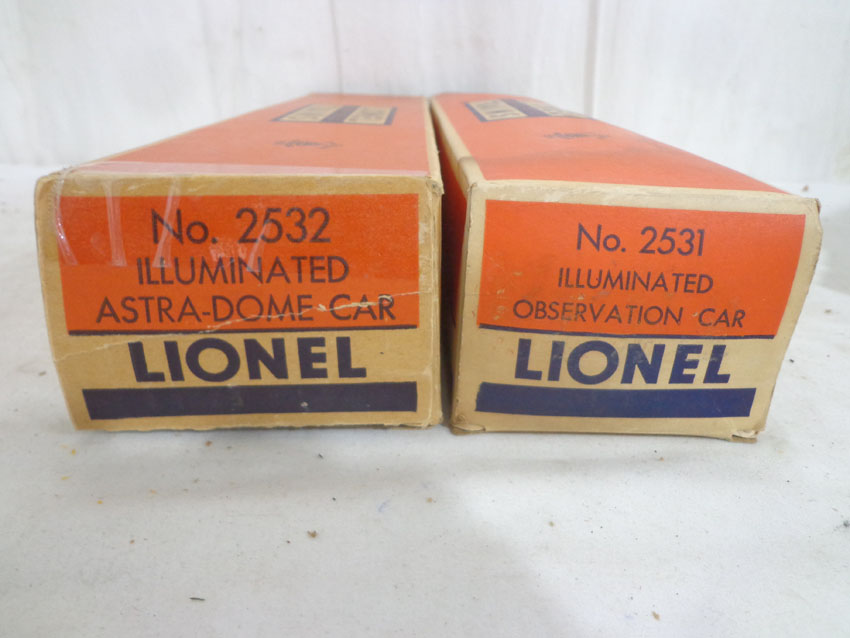 No. 2532
ILLUMINATED
ASTRA-DOME CAR
LIONEL
No. 2531
ILLUMINATED
OBSERVATION CAR
LIONEL